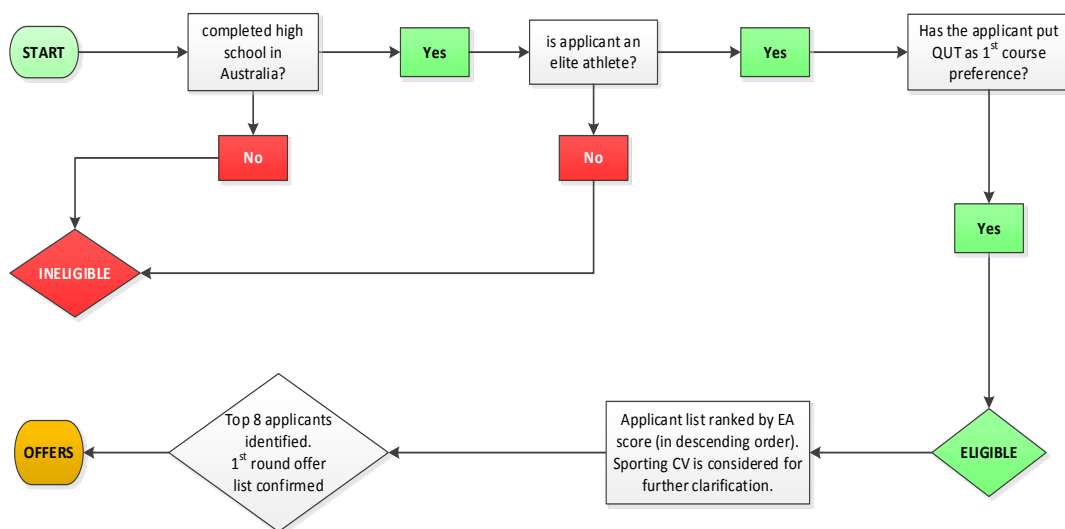 START
completed high
school in
Australia?
Yes
is applicant an
elite athlete?
Yes
Has the applicant put
QUT as 1st course
preference?
No
No
Yes
INELIGIBLE
OFFERS
Top 8 applicants
identified.
1st round offer
list confirmed
Applicant list ranked by EA
score (in descending order).
Sporting CV is considered for
further clarification.
ELIGIBLE